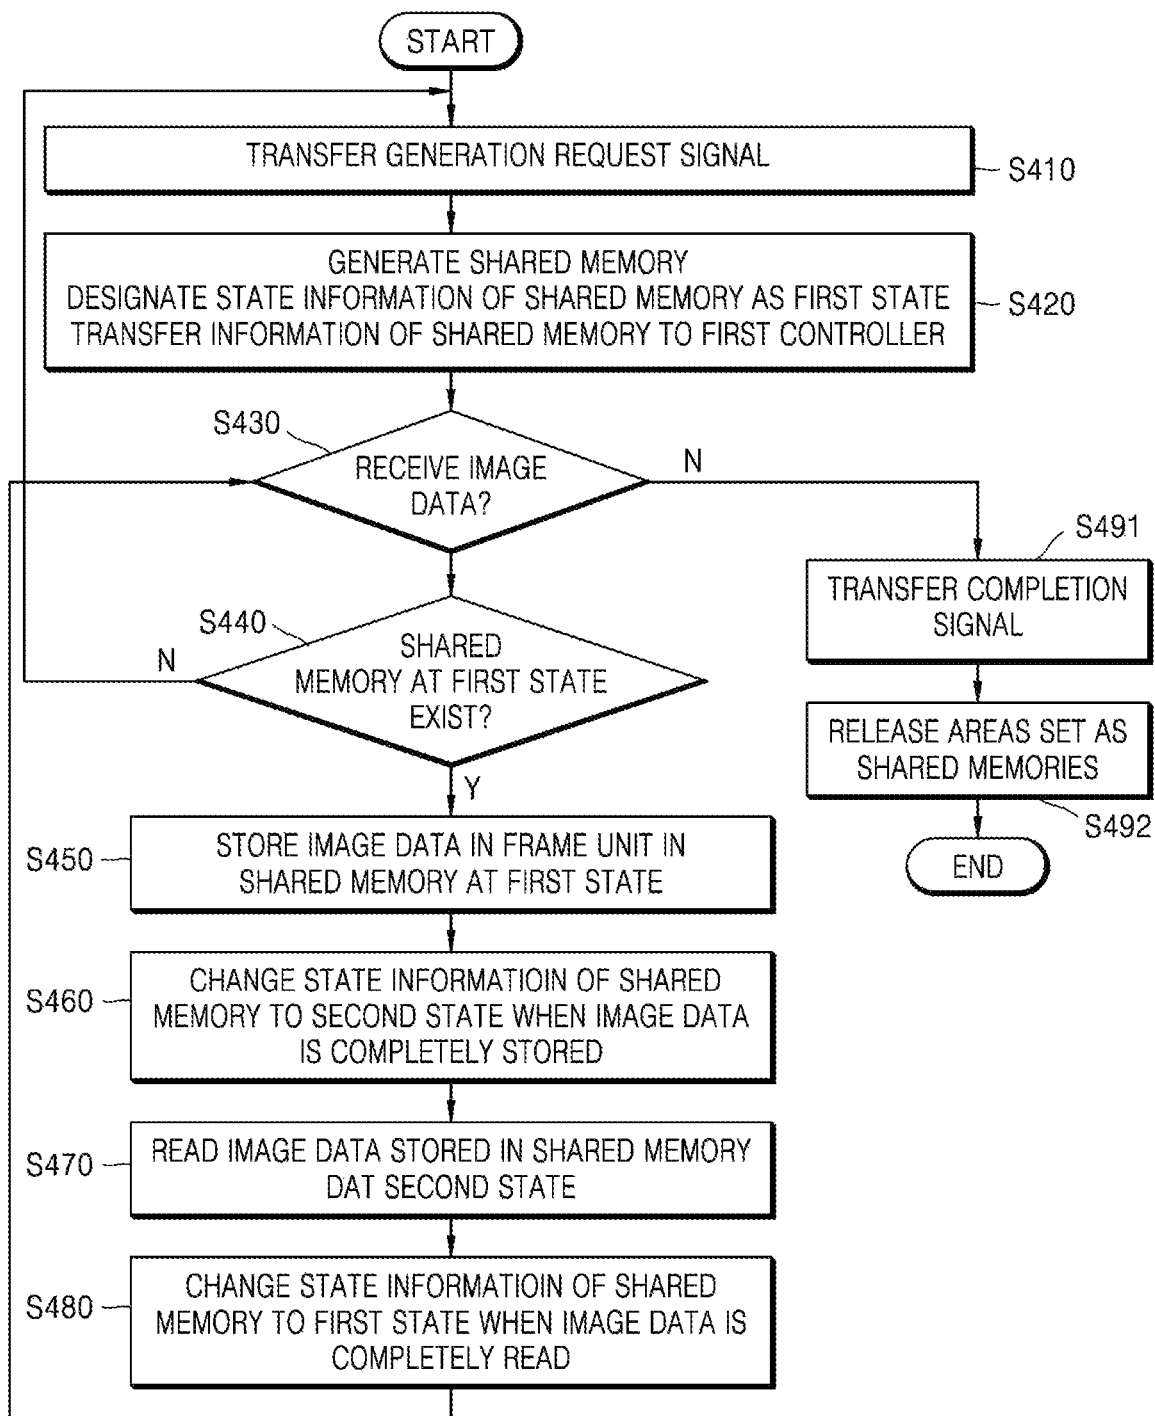 START
TRANSFER GENERATION REQUEST SIGNAL
S410
GENERATE SHARED MEMORY
DESIGNATE STATE INFORMATION OF SHARED MEMORY AS FIRST STATE
TRANSFER INFORMATION OF SHARED MEMORY TO FIRST CONTROLLER
S420
S430
RECEIVE IMAGE
DATA?
N
S491
TRANSFER COMPLETION
SIGNAL
S440
N
SHARED
MEMORY AT FIRST STATE
EXIST?
Y
RELEASE AREAS SET AS
SHARED MEMORIES
S492
END
S450
STORE IMAGE DATA IN FRAME UNIT IN
SHARED MEMORY AT FIRST STATE
S460
CHANGE STATE INFORMATIOIN OF SHARED
MEMORY TO SECOND STATE WHEN IMAGE DATA
IS COMPLETELY STORED
S470
READ IMAGE DATA STORED IN SHARED MEMORY
DAT SECOND STATE
S480
CHANGE STATE INFORMATIOIN OF SHARED
MEMORY TO FIRST STATE WHEN IMAGE DATA IS
COMPLETELY READ